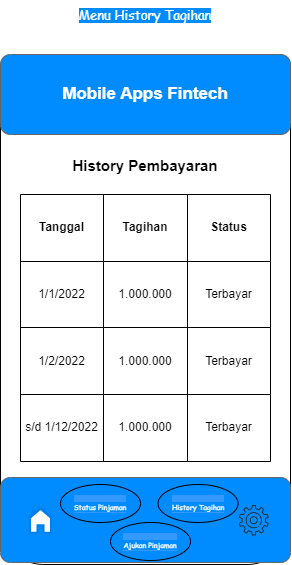 Menu History Tagihan
Mobile Apps Fintech
History Pembayaran
Tanggal Tagihan Status
1/1/2022 1.000.000 Terbayar
1/2/2022 1.000.000 Terbayar
s/d 1/12/2022 1.000.000 Terbayar
Status Pinjaman
History Tagihan
Ajukan Pinjaman